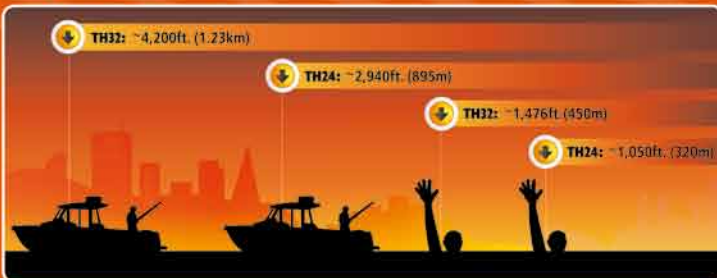 TH32: ~4,200ft. (1.23km)
TH24: ~2,940ft. (895m)
TH32: ~1,476ft. (450m)
TH24: ~1,050ft. (320m)